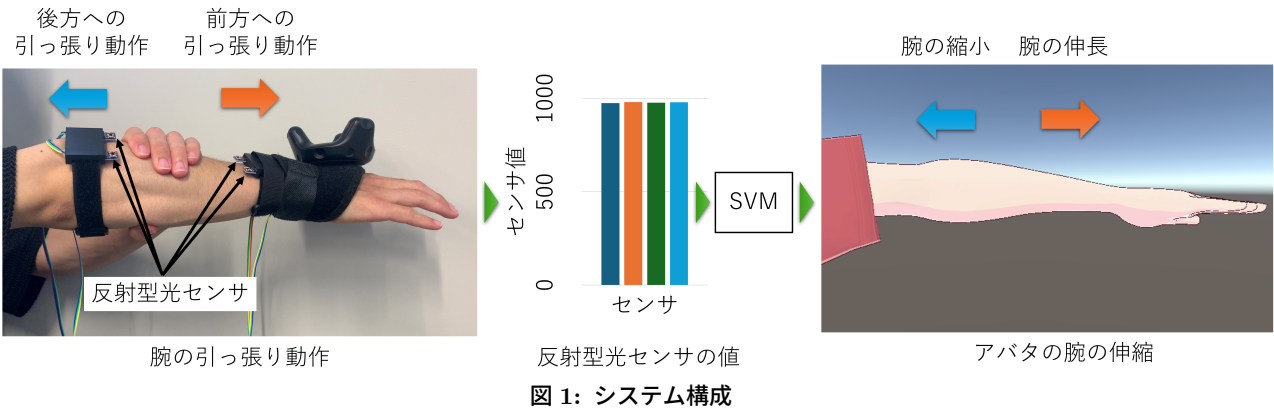 後方への
引っ張り動作
前方への
引っ張り動作
反射型光センサ
腕の引っ張り動作
センサ値
1000
500
0
センサ
反射型光センサの値
SVM
腕の縮小
腕の伸長
アバタの腕の伸縮
図 1: システム構成